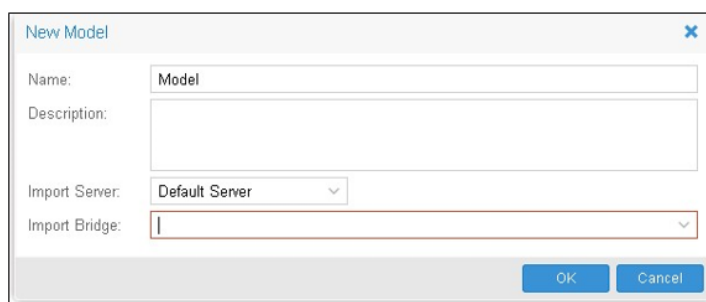 New Model
Name: Model
Description:
Import Server: Default Server
Import Bridge:
OK Cancel